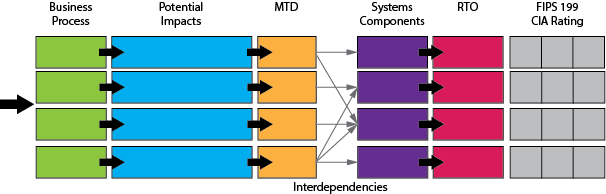 Business
Process
Potential
Impacts
MTD
Systems
Components
RTO
FIPS 199
CIA Rating
Interdependencies